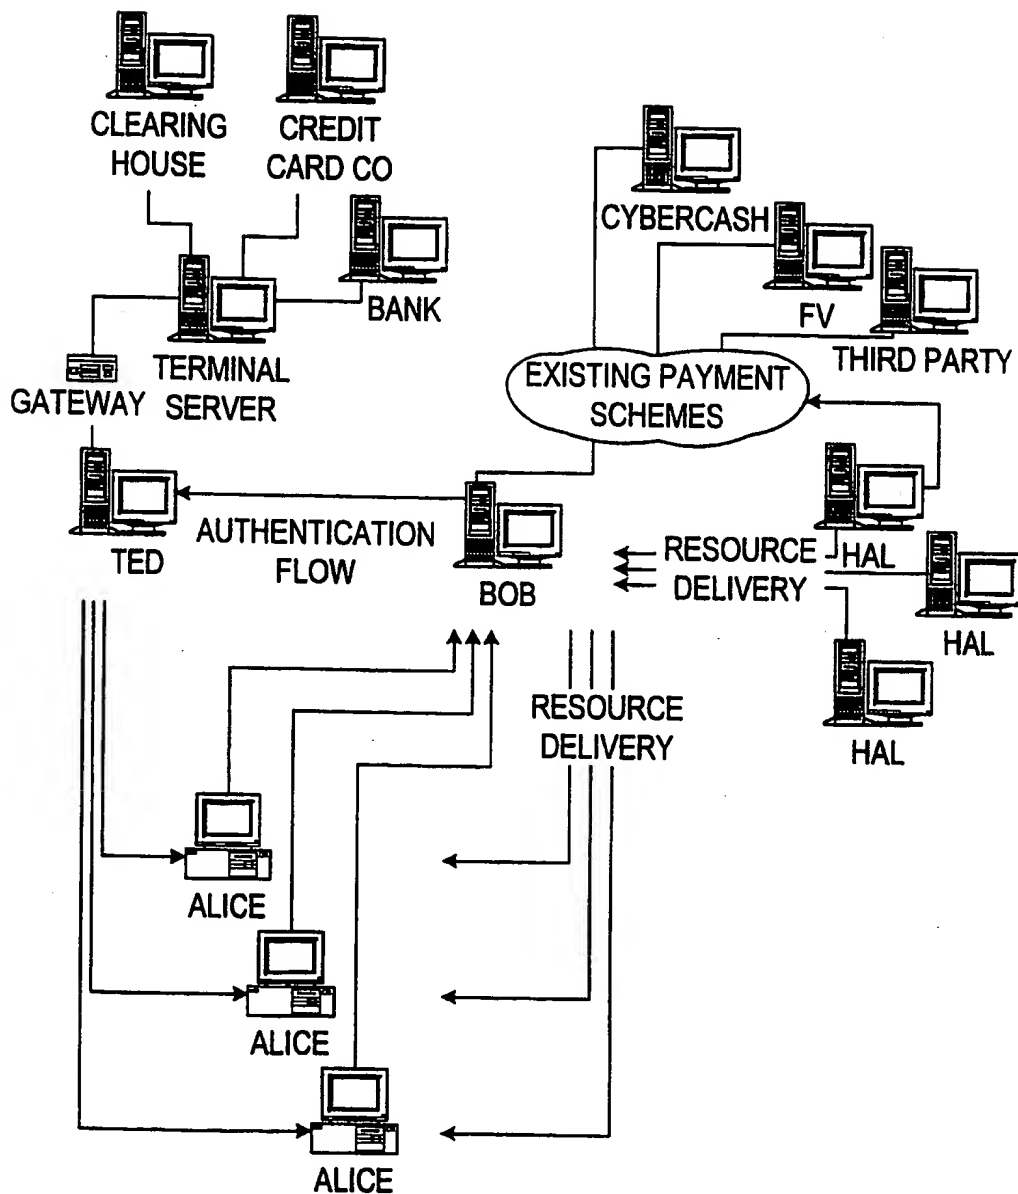 CLEARING
HOUSE
CREDIT
CARD CO
BANK
CYBERCASH
FV
THIRD PARTY
TERMINAL
SERVER
GATEWAY
EXISTING PAYMENT
SCHEMES
TED
AUTHENTICATION
FLOW
BOB
RESOURCE
DELIVERY
HAL
HAL
HAL
RESOURCE
DELIVERY
ALICE
ALICE
ALICE